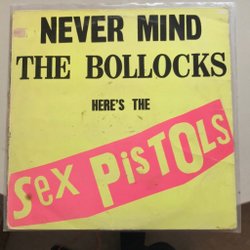 NEVER MIND
THE BOLLOCKS
HERE'S THE
Sex PisTOLs